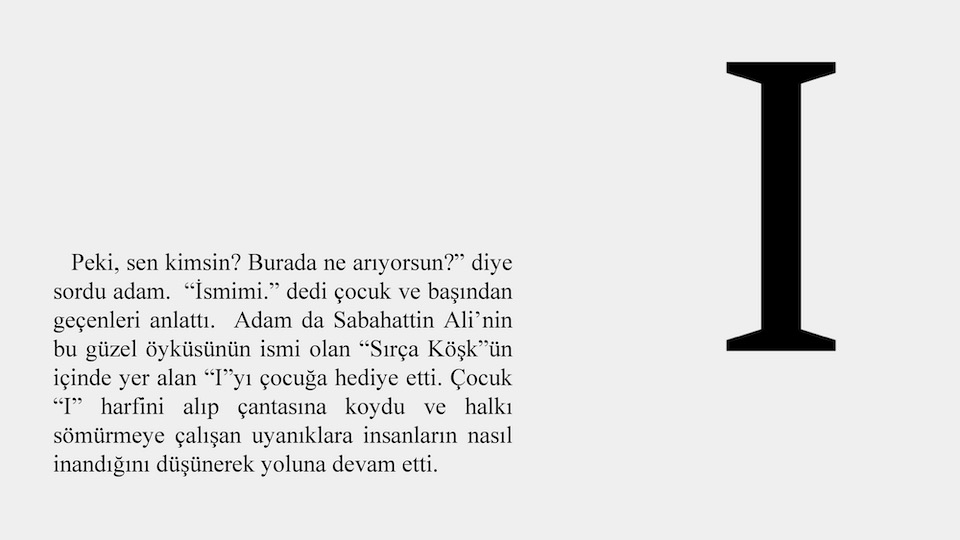 I
Peki, sen kimsin? Burada ne arıyorsun?” diye
sordu adam. “İsmimi.” dedi çocuk ve başından
geçenleri anlattı. Adam da Sabahattin Ali’nin
bu güzel öyküsünün ismi olan “Sırça Köşk”ün
içinde yer alan “I”yı çocuğa hediye etti. Çocuk
“I” harfini alıp çantasına koydu ve halkı
sömürmeye çalışan uyanıklara insanların nasıl
inandığını düşünerek yoluna devam etti.